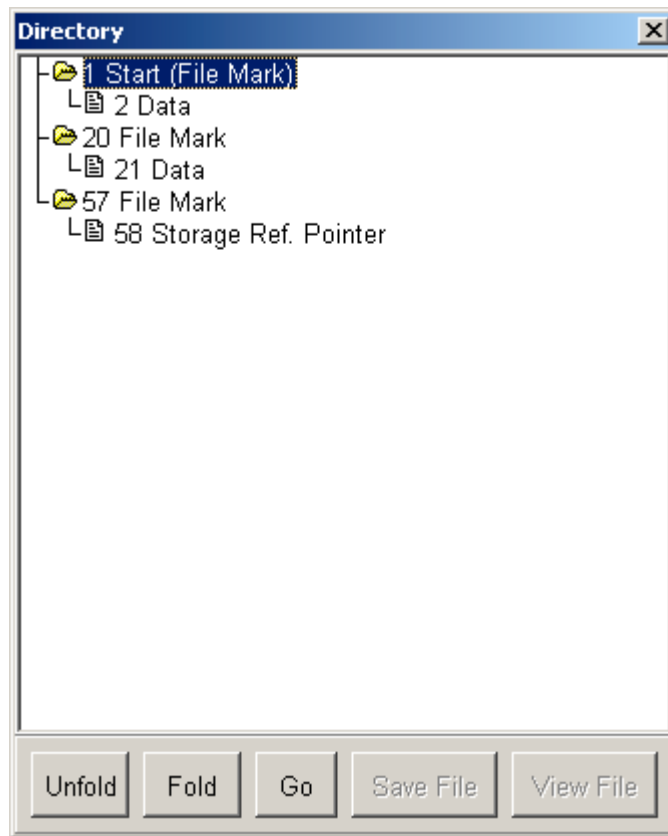 Directory
1 Start (File Mark)
2 Data
20 File Mark
21 Data
57 File Mark
58 Storage Ref. Pointer
Unfold Fold Go Save File View File